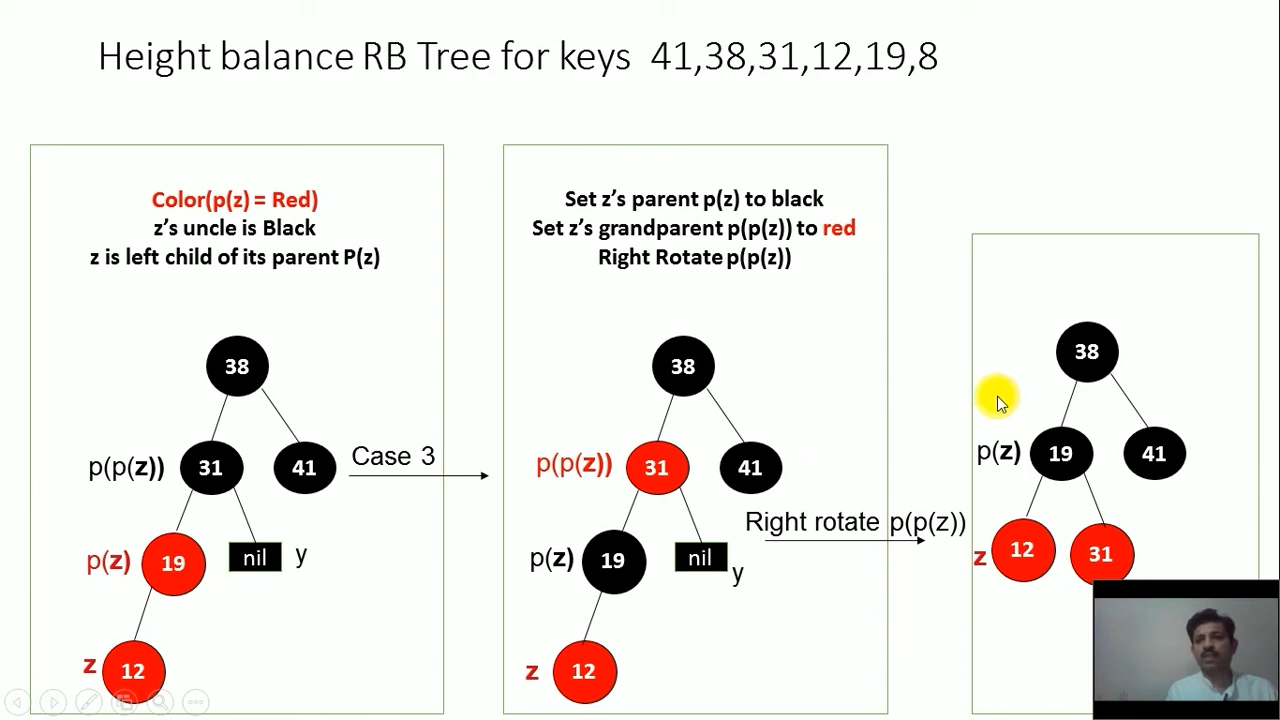 Height balance RB Tree for keys 41,38,31,12,19,8
Color(p(z) = Red)
z's uncle is Black
z is left child of its parent P(z)
38
p(p(z))
31
41
Case 3
p(z)
19
nil
y
z
12
Set z's parent p(z) to black
Set z's grandparent p(p(z)) to red
Right Rotate p(p(z))
38
p(p(z))
31
41
Right rotate p(p(z))
p(z)
19
nil
y
z
12
38
p(z)
19
41
z
12
31